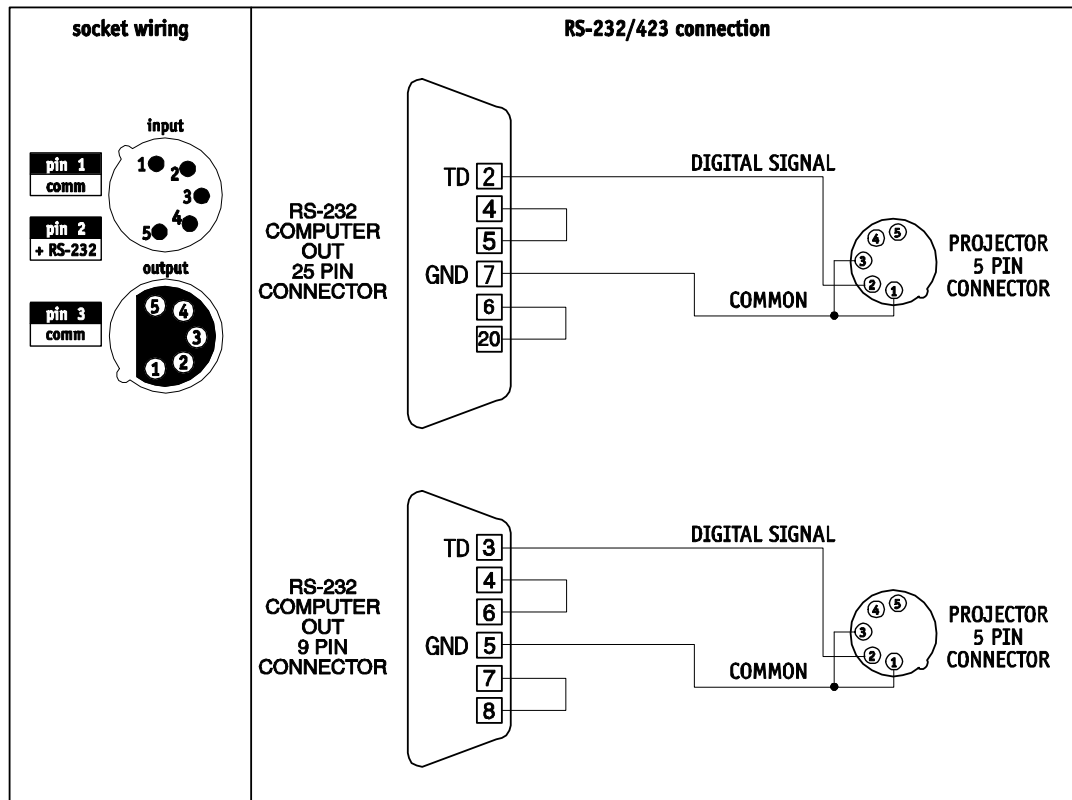 socket wiring
input
pin 1
comm
pin 2
+ RS-232
1
2
3
4
5
output
pin 3
comm
5
4
3
2
1
RS-232/423 connection
RS-232
COMPUTER
OUT
25 PIN
CONNECTOR
TD 2
4
5
GND 7
6
20
DIGITAL SIGNAL
COMMON
5
4
3
2
1
PROJECTOR
5 PIN
CONNECTOR
RS-232
COMPUTER
OUT
9 PIN
CONNECTOR
TD 3
4
6
GND 5
7
8
DIGITAL SIGNAL
COMMON
5
4
3
2
1
PROJECTOR
5 PIN
CONNECTOR